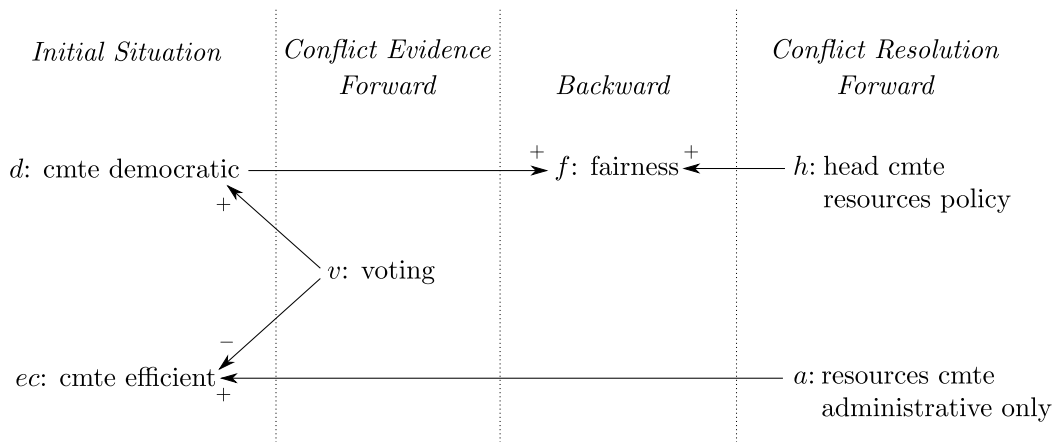 Initial Situation
Conflict Evidence
Forward
Backward
Conflict Resolution
Forward
d: cmte democratic
+
+
f: fairness
+
h: head cmte
resources policy
v: voting
−
ec: cmte efficient
+
a: resources cmte
administrative only